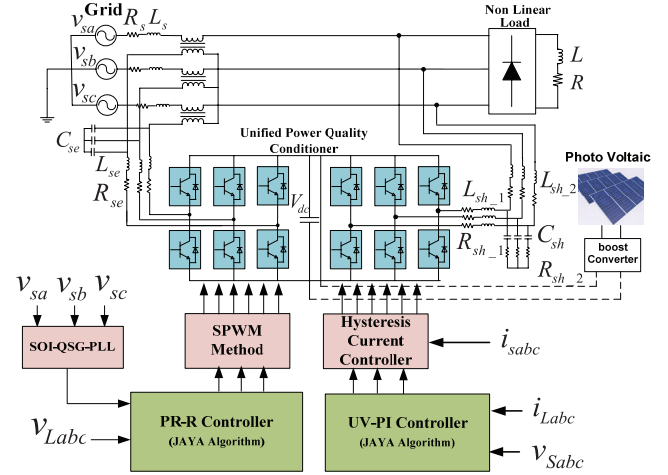 Grid
R_s L_s
v_sa
v_sb
v_sc
Non Linear
Load
L
R
C_se
L_se
R_se
Unified Power Quality
Conditioner
V_dc
L_sh_1
R_sh_1
L_sh_2
C_sh
R_sh_2
Photo Voltaic
boost
Converter
v_sa v_sb v_sc
SOI-QSG-PLL
SPWM
Method
Hysteresis
Current
Controller
i_sabc
v_Labc
PR-R Controller
(JAYA Algorithm)
UV-PI Controller
(JAYA Algorithm)
i_Labc
v_Sabc